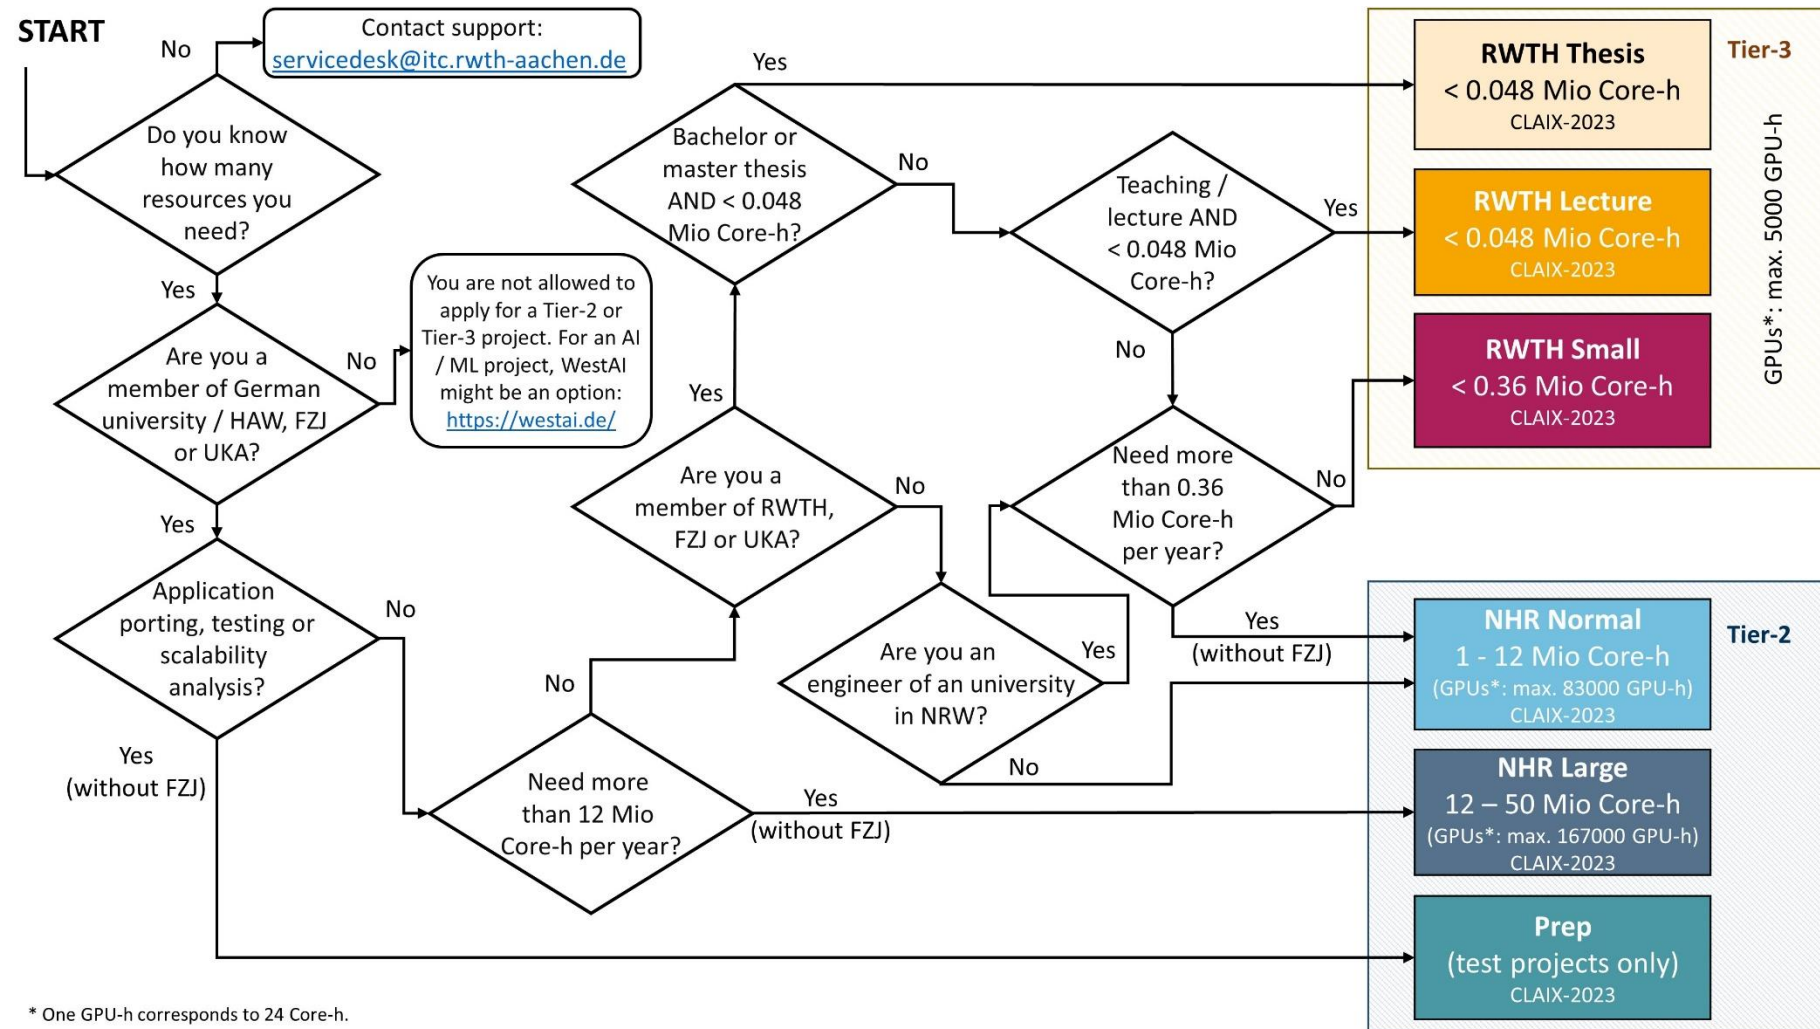 START
No
Contact support:
servicedesk@itc.rwth-aachen.de
Do you know
how many
resources you
need?
Yes
Are you a
member of German
university / HAW, FZJ
or UKA?
No
You are not allowed to
apply for a Tier-2 or
Tier-3 project. For an AI
/ ML project, WestAI
might be an option:
https://westai.de/
Yes
Application
porting, testing or
scalability
analysis?
No
Yes
(without FZJ)
Need more
than 12 Mio
Core-h per year?
No
Yes
(without FZJ)
Are you a
member of RWTH,
FZJ or UKA?
Yes
No
Bachelor or
master thesis
AND < 0.048
Mio Core-h?
Yes
No
Teaching /
lecture AND
< 0.048 Mio
Core-h?
Yes
No
Need more
than 0.36
Mio Core-h
per year?
No
Yes
(without FZJ)
Are you an
engineer of an university
in NRW?
Yes
No
RWTH Thesis
< 0.048 Mio Core-h
CLAIX-2023
RWTH Lecture
< 0.048 Mio Core-h
CLAIX-2023
RWTH Small
< 0.36 Mio Core-h
CLAIX-2023
Tier-3
GPUs*: max. 5000 GPU-h
NHR Normal
1 - 12 Mio Core-h
(GPUs*: max. 83000 GPU-h)
CLAIX-2023
NHR Large
12 – 50 Mio Core-h
(GPUs*: max. 167000 GPU-h)
CLAIX-2023
Prep
(test projects only)
CLAIX-2023
Tier-2
* One GPU-h corresponds to 24 Core-h.